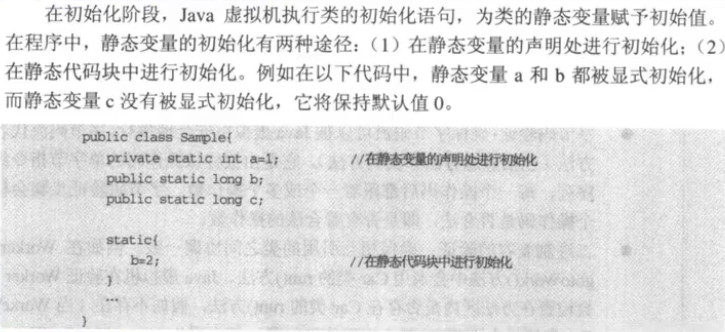 在初始化阶段，Java 虚拟机执行类的初始化语句，为类的静态变量赋予初始值。
在程序中，静态变量的初始化有两种途径：（1）在静态变量的声明处进行初始化；（2）
在静态代码块中进行初始化。例如在以下代码中，静态变量 a 和 b 都被显式初始化，
而静态变量 c 没有被显式初始化，它将保持默认值 0。
public class Sample{
private static int a=1; //在静态变量的声明处进行初始化
public static long b;
public static long c;
static{
b=2; //在静态代码块中进行初始化
}
}